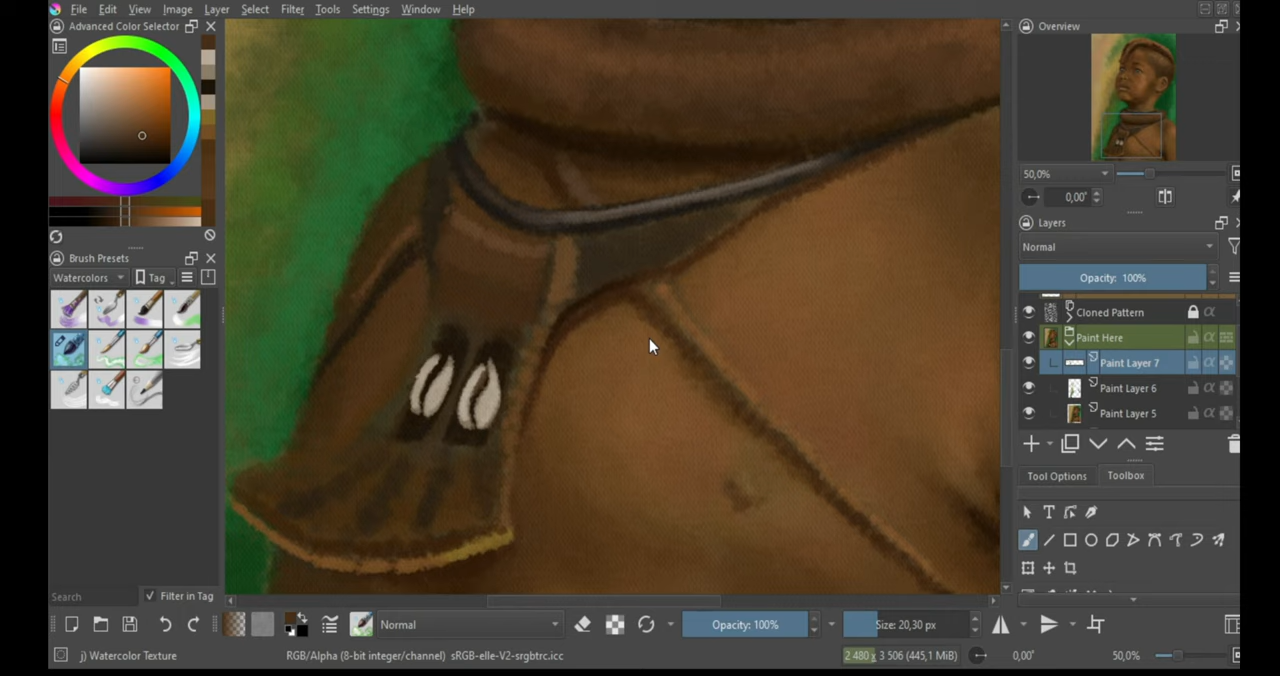 File Edit View Image Layer Select Filter Tools Settings Window Help
Advanced Color Selector
Brush Presets
Watercolors
Tag
Search
Filter in Tag
Overview
50,0%
0,00°
Layers
Normal
Opacity: 100%
Cloned Pattern
Paint Here
Paint Layer 7
Paint Layer 6
Paint Layer 5
Tool Options
Toolbox
Normal
Opacity: 100%
Size: 20,30 px
j) Watercolor Texture
RGB/Alpha (8-bit integer/channel) sRGB-elle-V2-srgbtrc.icc
2 480 x 3 506 (445,1 MiB)
0,00°
50,0%